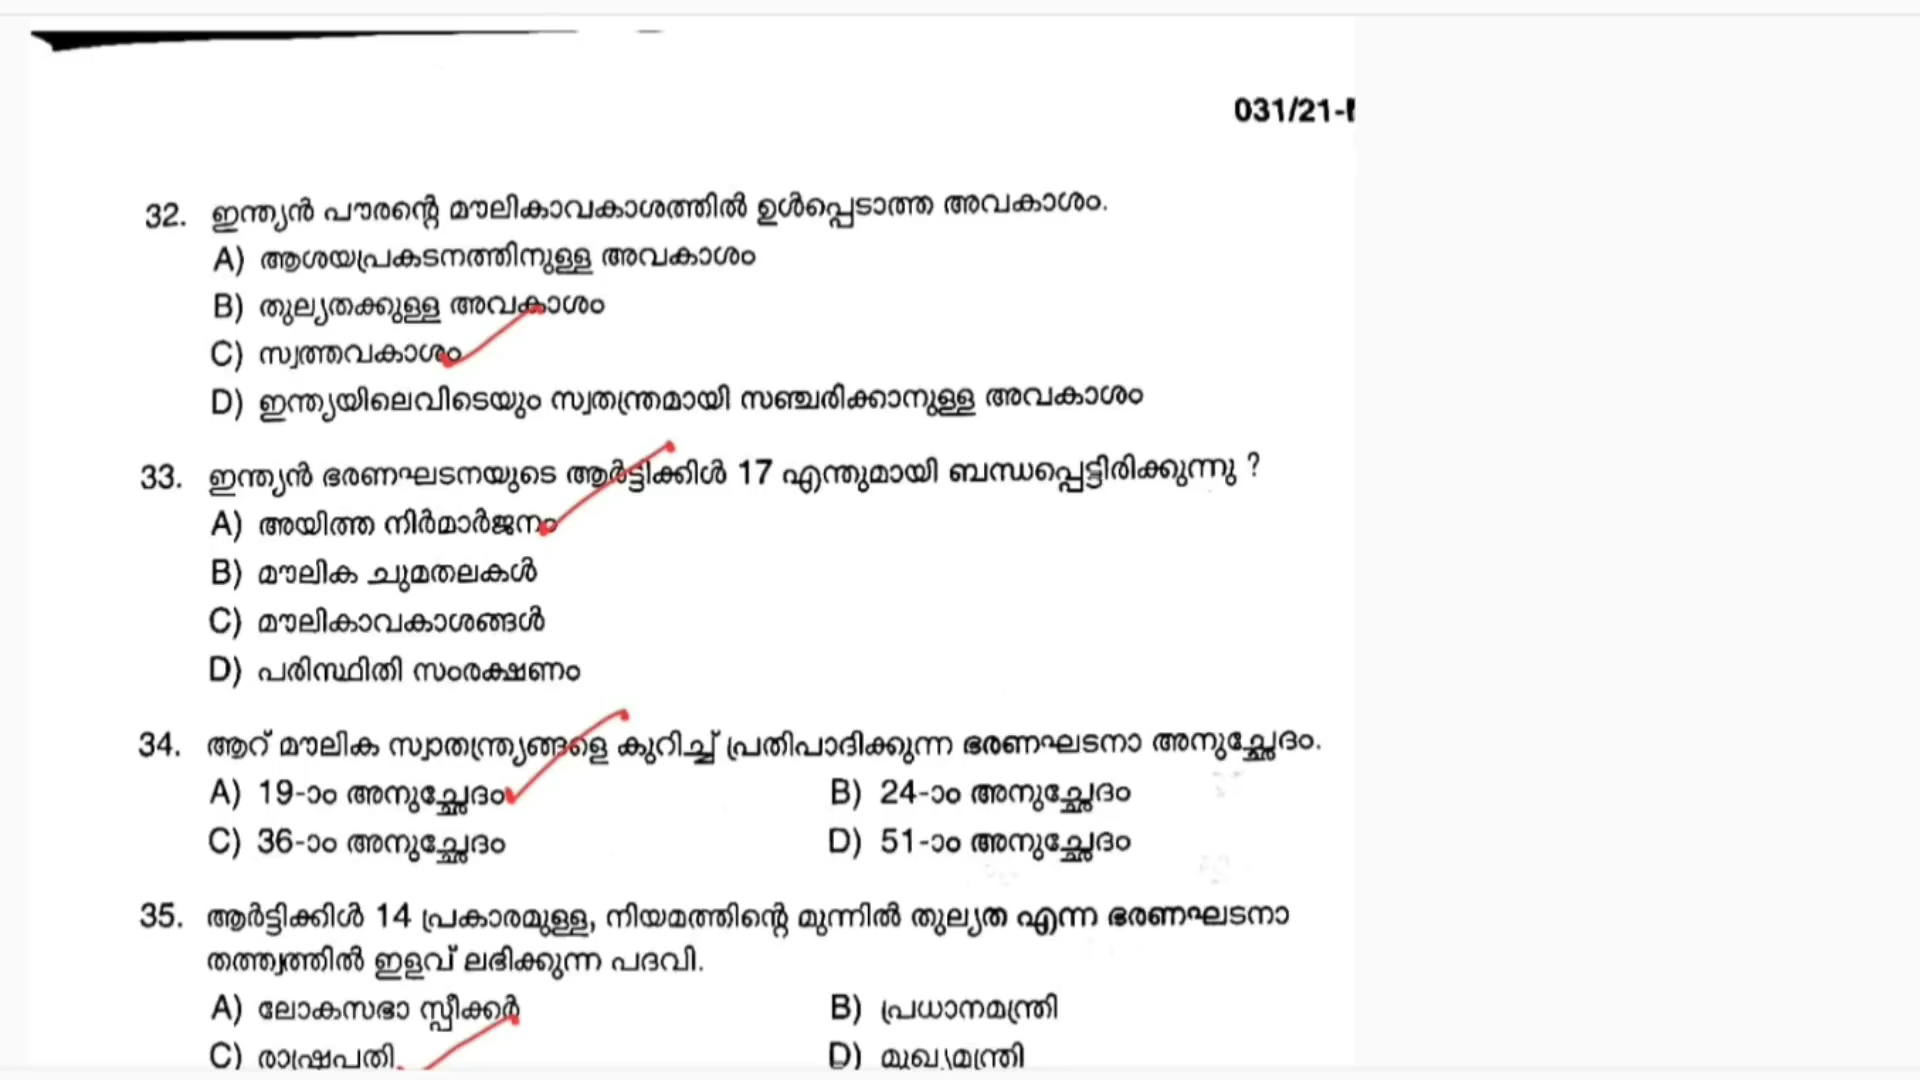 031/21-
32. ഇന്ത്യൻ പൗരന്റെ മൗലികാവകാശത്തിൽ ഉൾപ്പെടാത്ത അവകാശം.
A) ആശയപ്രകടനത്തിനുള്ള അവകാശം
B) തുല്യതക്കുള്ള അവകാശം
C) സ്വത്തവകാശം
D) ഇന്ത്യയിലെവിടെയും സ്വതന്ത്രമായി സഞ്ചരിക്കാനുള്ള അവകാശം
33. ഇന്ത്യൻ ഭരണഘടനയുടെ ആർട്ടിക്കിൾ 17 എന്തുമായി ബന്ധപ്പെട്ടിരിക്കുന്നു ?
A) അയിത്ത നിർമാർജനം
B) മൗലിക ചുമതലകൾ
C) മൗലികാവകാശങ്ങൾ
D) പരിസ്ഥിതി സംരക്ഷണം
34. ആറ് മൗലിക സ്വാതന്ത്ര്യങ്ങളെ കുറിച്ച് പ്രതിപാദിക്കുന്ന ഭരണഘടനാ അനുച്ഛേദം.
A) 19-ാം അനുച്ഛേദം B) 24-ാം അനുച്ഛേദം
C) 36-ാം അനുച്ഛേദം D) 51-ാം അനുച്ഛേദം
35. ആർട്ടിക്കിൾ 14 പ്രകാരമുള്ള, നിയമത്തിന്റെ മുന്നിൽ തുല്യത എന്ന ഭരണഘടനാ
തത്ത്വത്തിൽ ഇളവ് ലഭിക്കുന്ന പദവി.
A) ലോകസഭാ സ്പീക്കർ B) പ്രധാനമന്ത്രി
C) രാഷ്ട്രപതി D) മുഖ്യമന്ത്രി